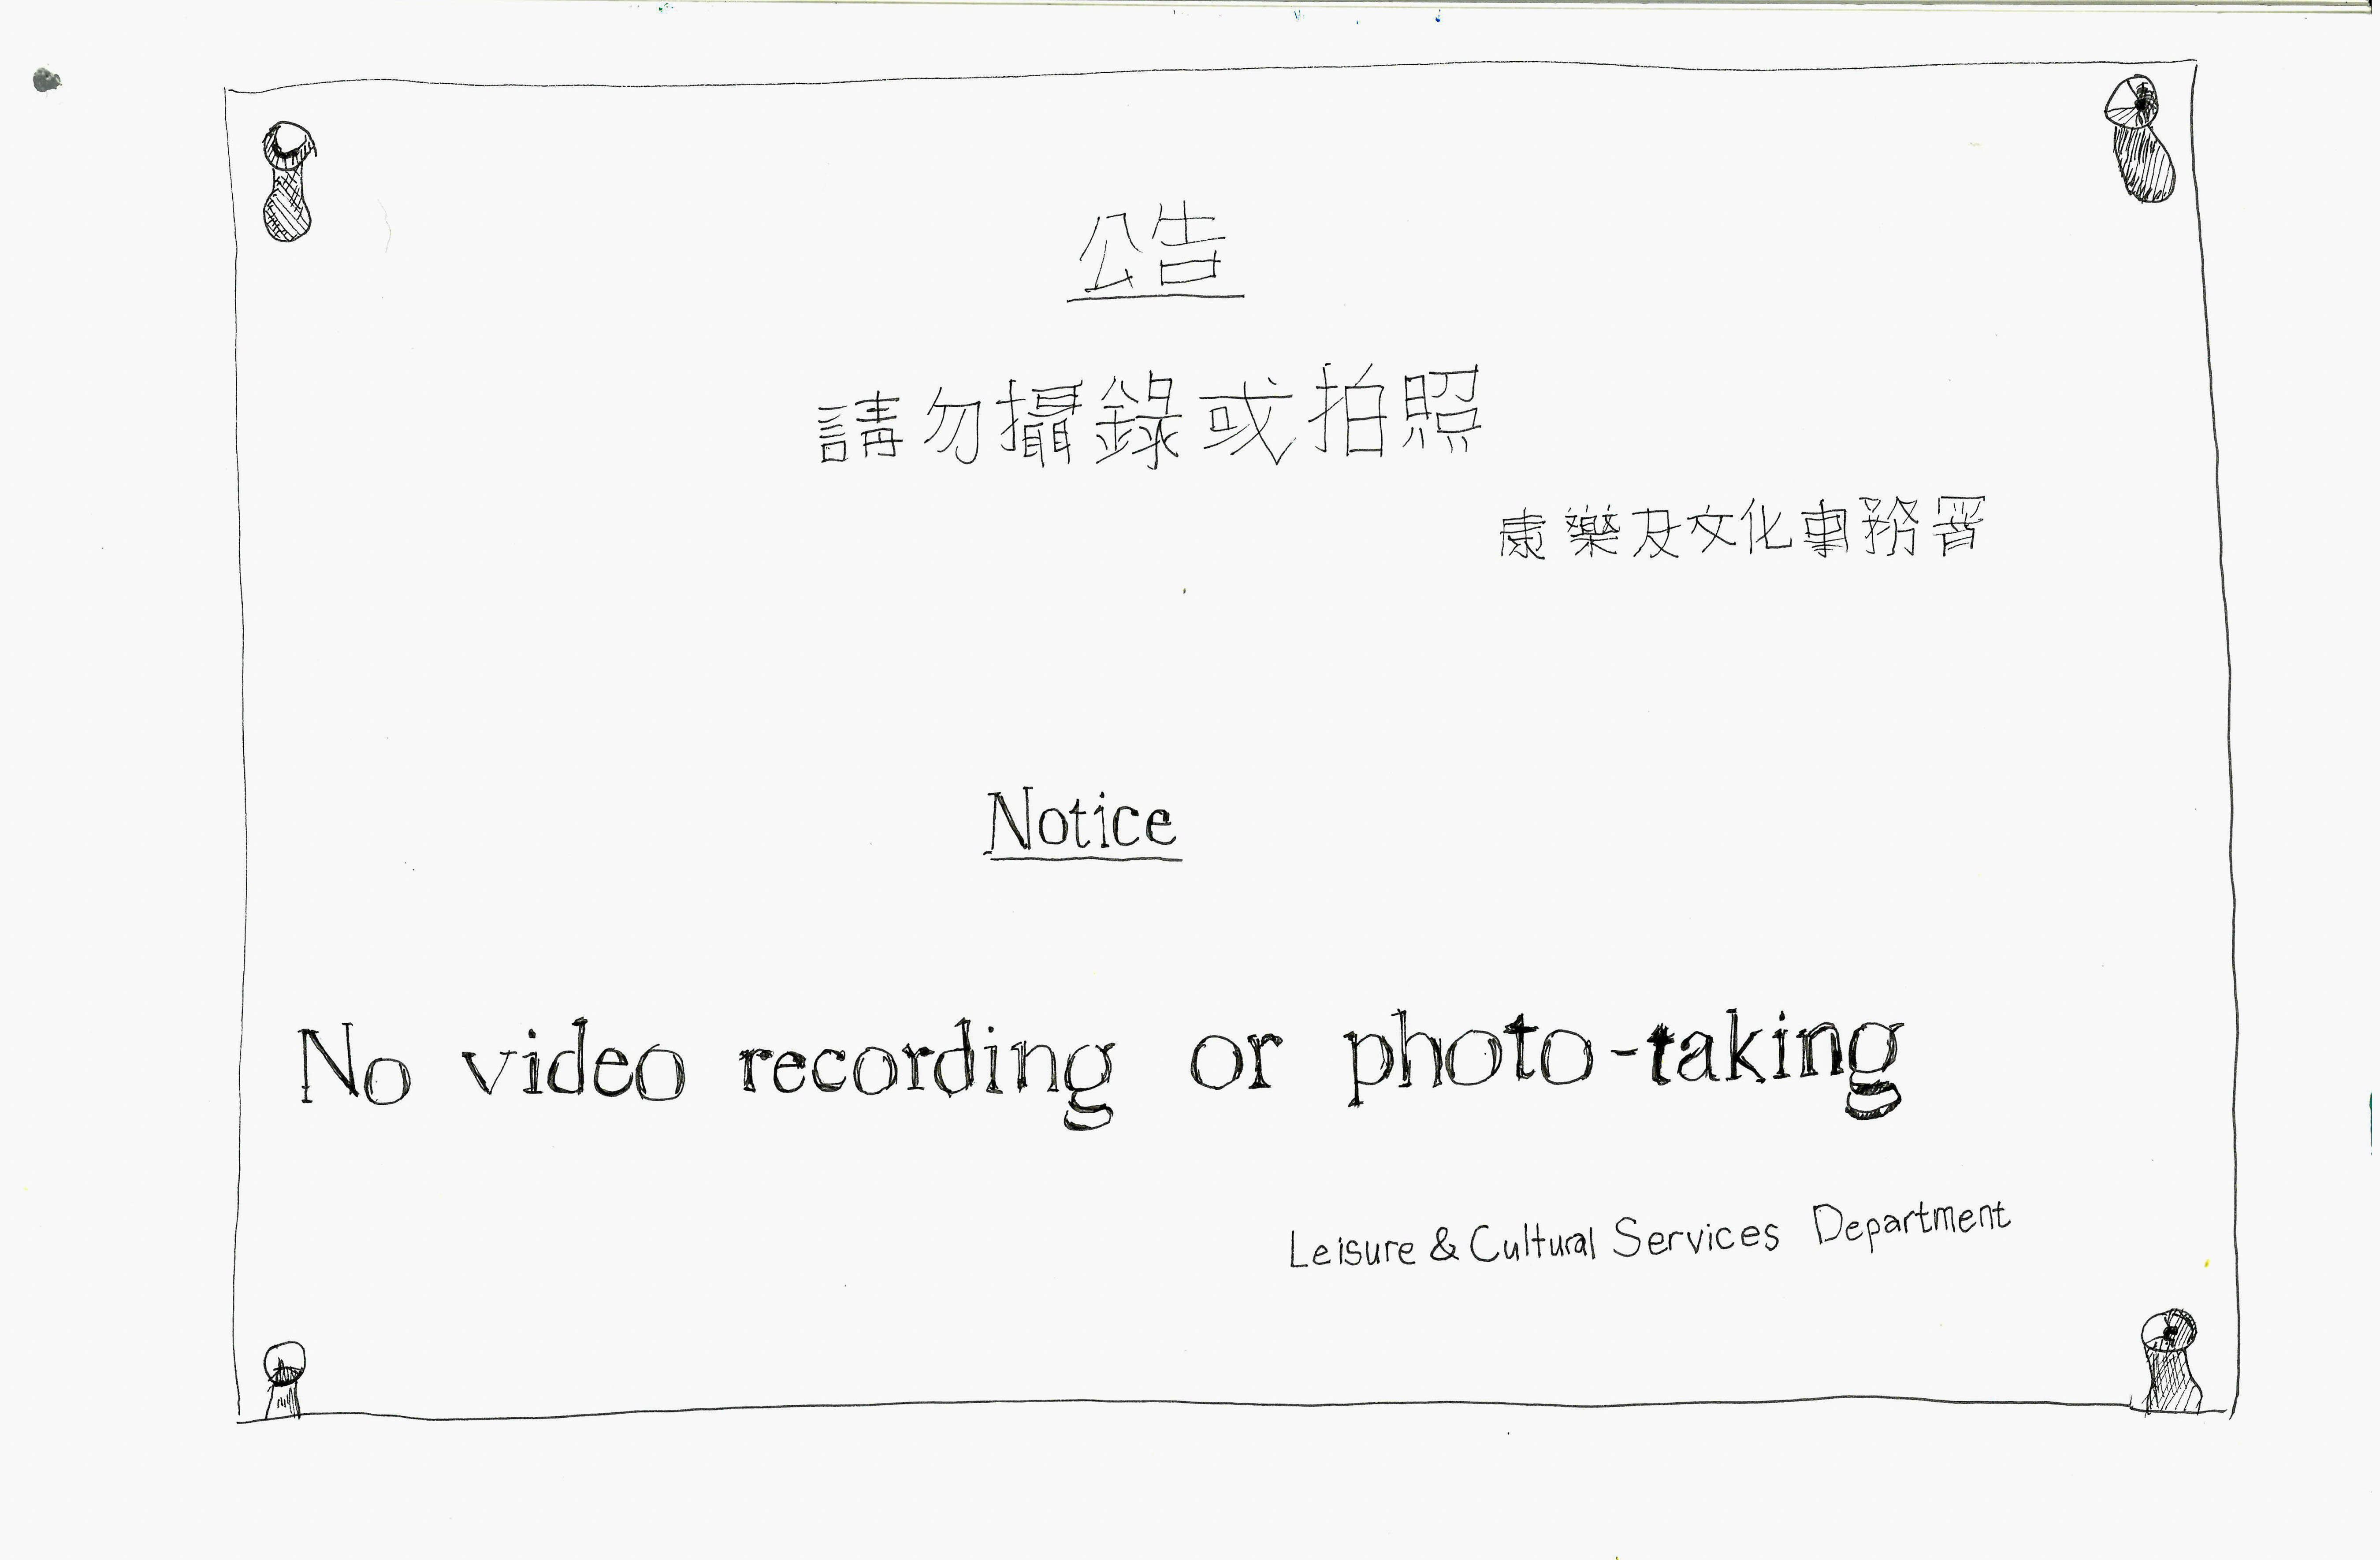 公告
請勿攝錄或拍照
康樂及文化事務署
Notice
No video recording or photo-taking
Leisure & Cultural Services Department